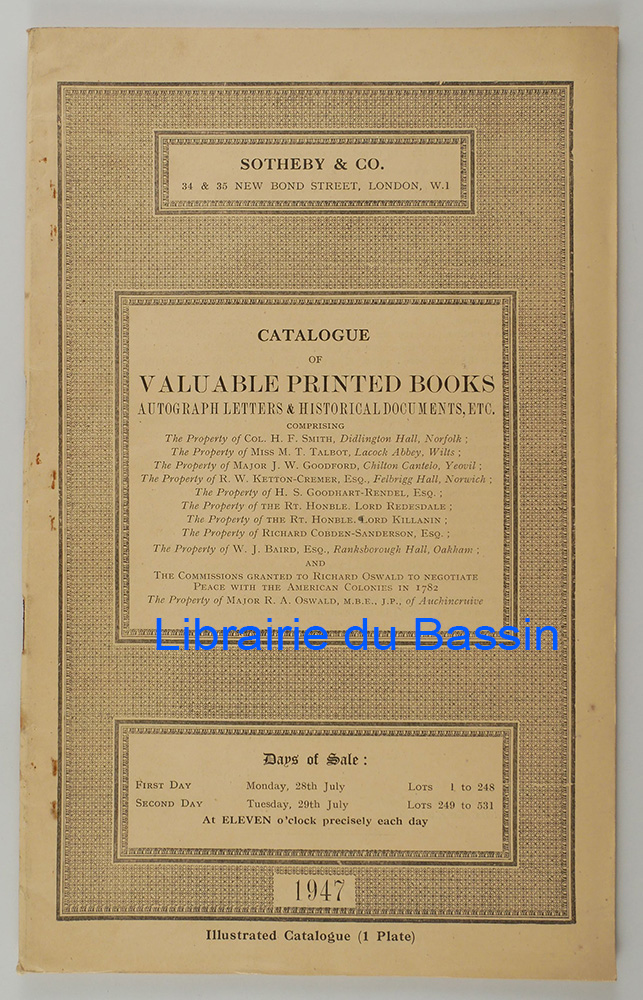 SOTHEBY & CO.
34 & 35 NEW BOND STREET, LONDON, W.1
CATALOGUE
OF
VALUABLE PRINTED BOOKS
AUTOGRAPH LETTERS & HISTORICAL DOCUMENTS, ETC.
COMPRISING
The Property of COL. H. F. SMITH, Didlington Hall, Norfolk ;
The Property of MISS M. T. TALBOT, Lacock Abbey, Wilts ;
The Property of MAJOR J. W. GOODFORD, Chilton Cantelo, Yeovil ;
The Property of R. W. KETTON-CREMER, ESQ., Felbrigg Hall, Norwich ;
The Property of H. S. GOODHART-RENDEL, ESQ. ;
The Property of THE RT. HONBLE. LORD REDESDALE ;
The Property of THE RT. HONBLE. LORD KILLANIN ;
The Property of RICHARD COBDEN-SANDERSON, ESQ. ;
The Property of W. J. BAIRD, ESQ., Ranksborough Hall, Oakham ;
AND
THE COMMISSIONS GRANTED TO RICHARD OSWALD TO NEGOTIATE
PEACE WITH THE AMERICAN COLONIES IN 1782
The Property of MAJOR R. A. OSWALD, M.B.E., J.P., of Auchincruive
Librairie du Bassin
Days of Sale :
FIRST DAY Monday, 28th July LOTS 1 to 248
SECOND DAY Tuesday, 29th July LOTS 249 to 531
At ELEVEN o'clock precisely each day
1947
Illustrated Catalogue (1 Plate)